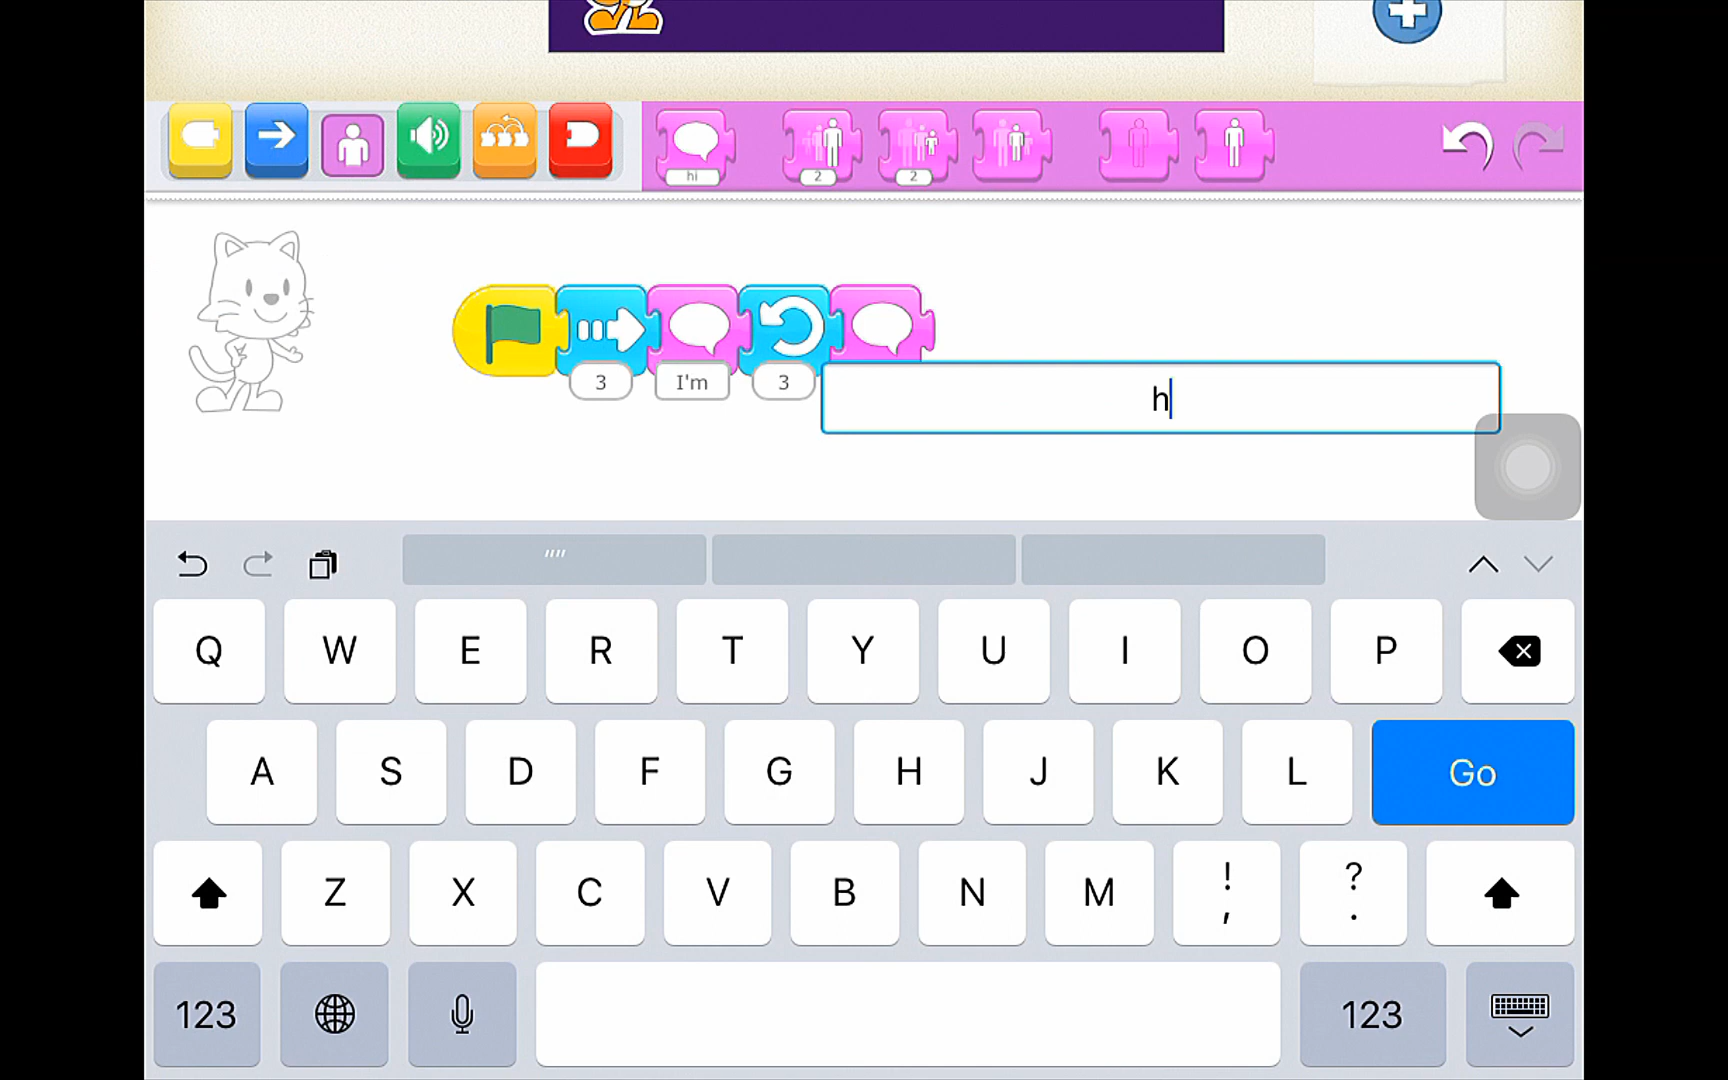 hi
2
2
3
I'm
3
h
""
Q W E R T Y U I O P
A S D F G H J K L Go
Z X C V B N M ! , ? .
123 123